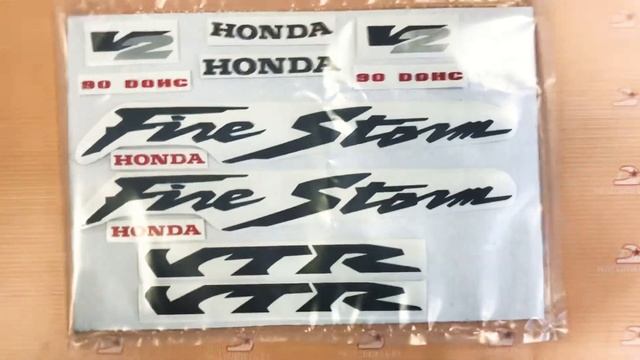 V2 HONDA V2
HONDA
90 DOHC 90 DOHC
Fire Storm
HONDA
Fire Storm
HONDA
VTR
VTR